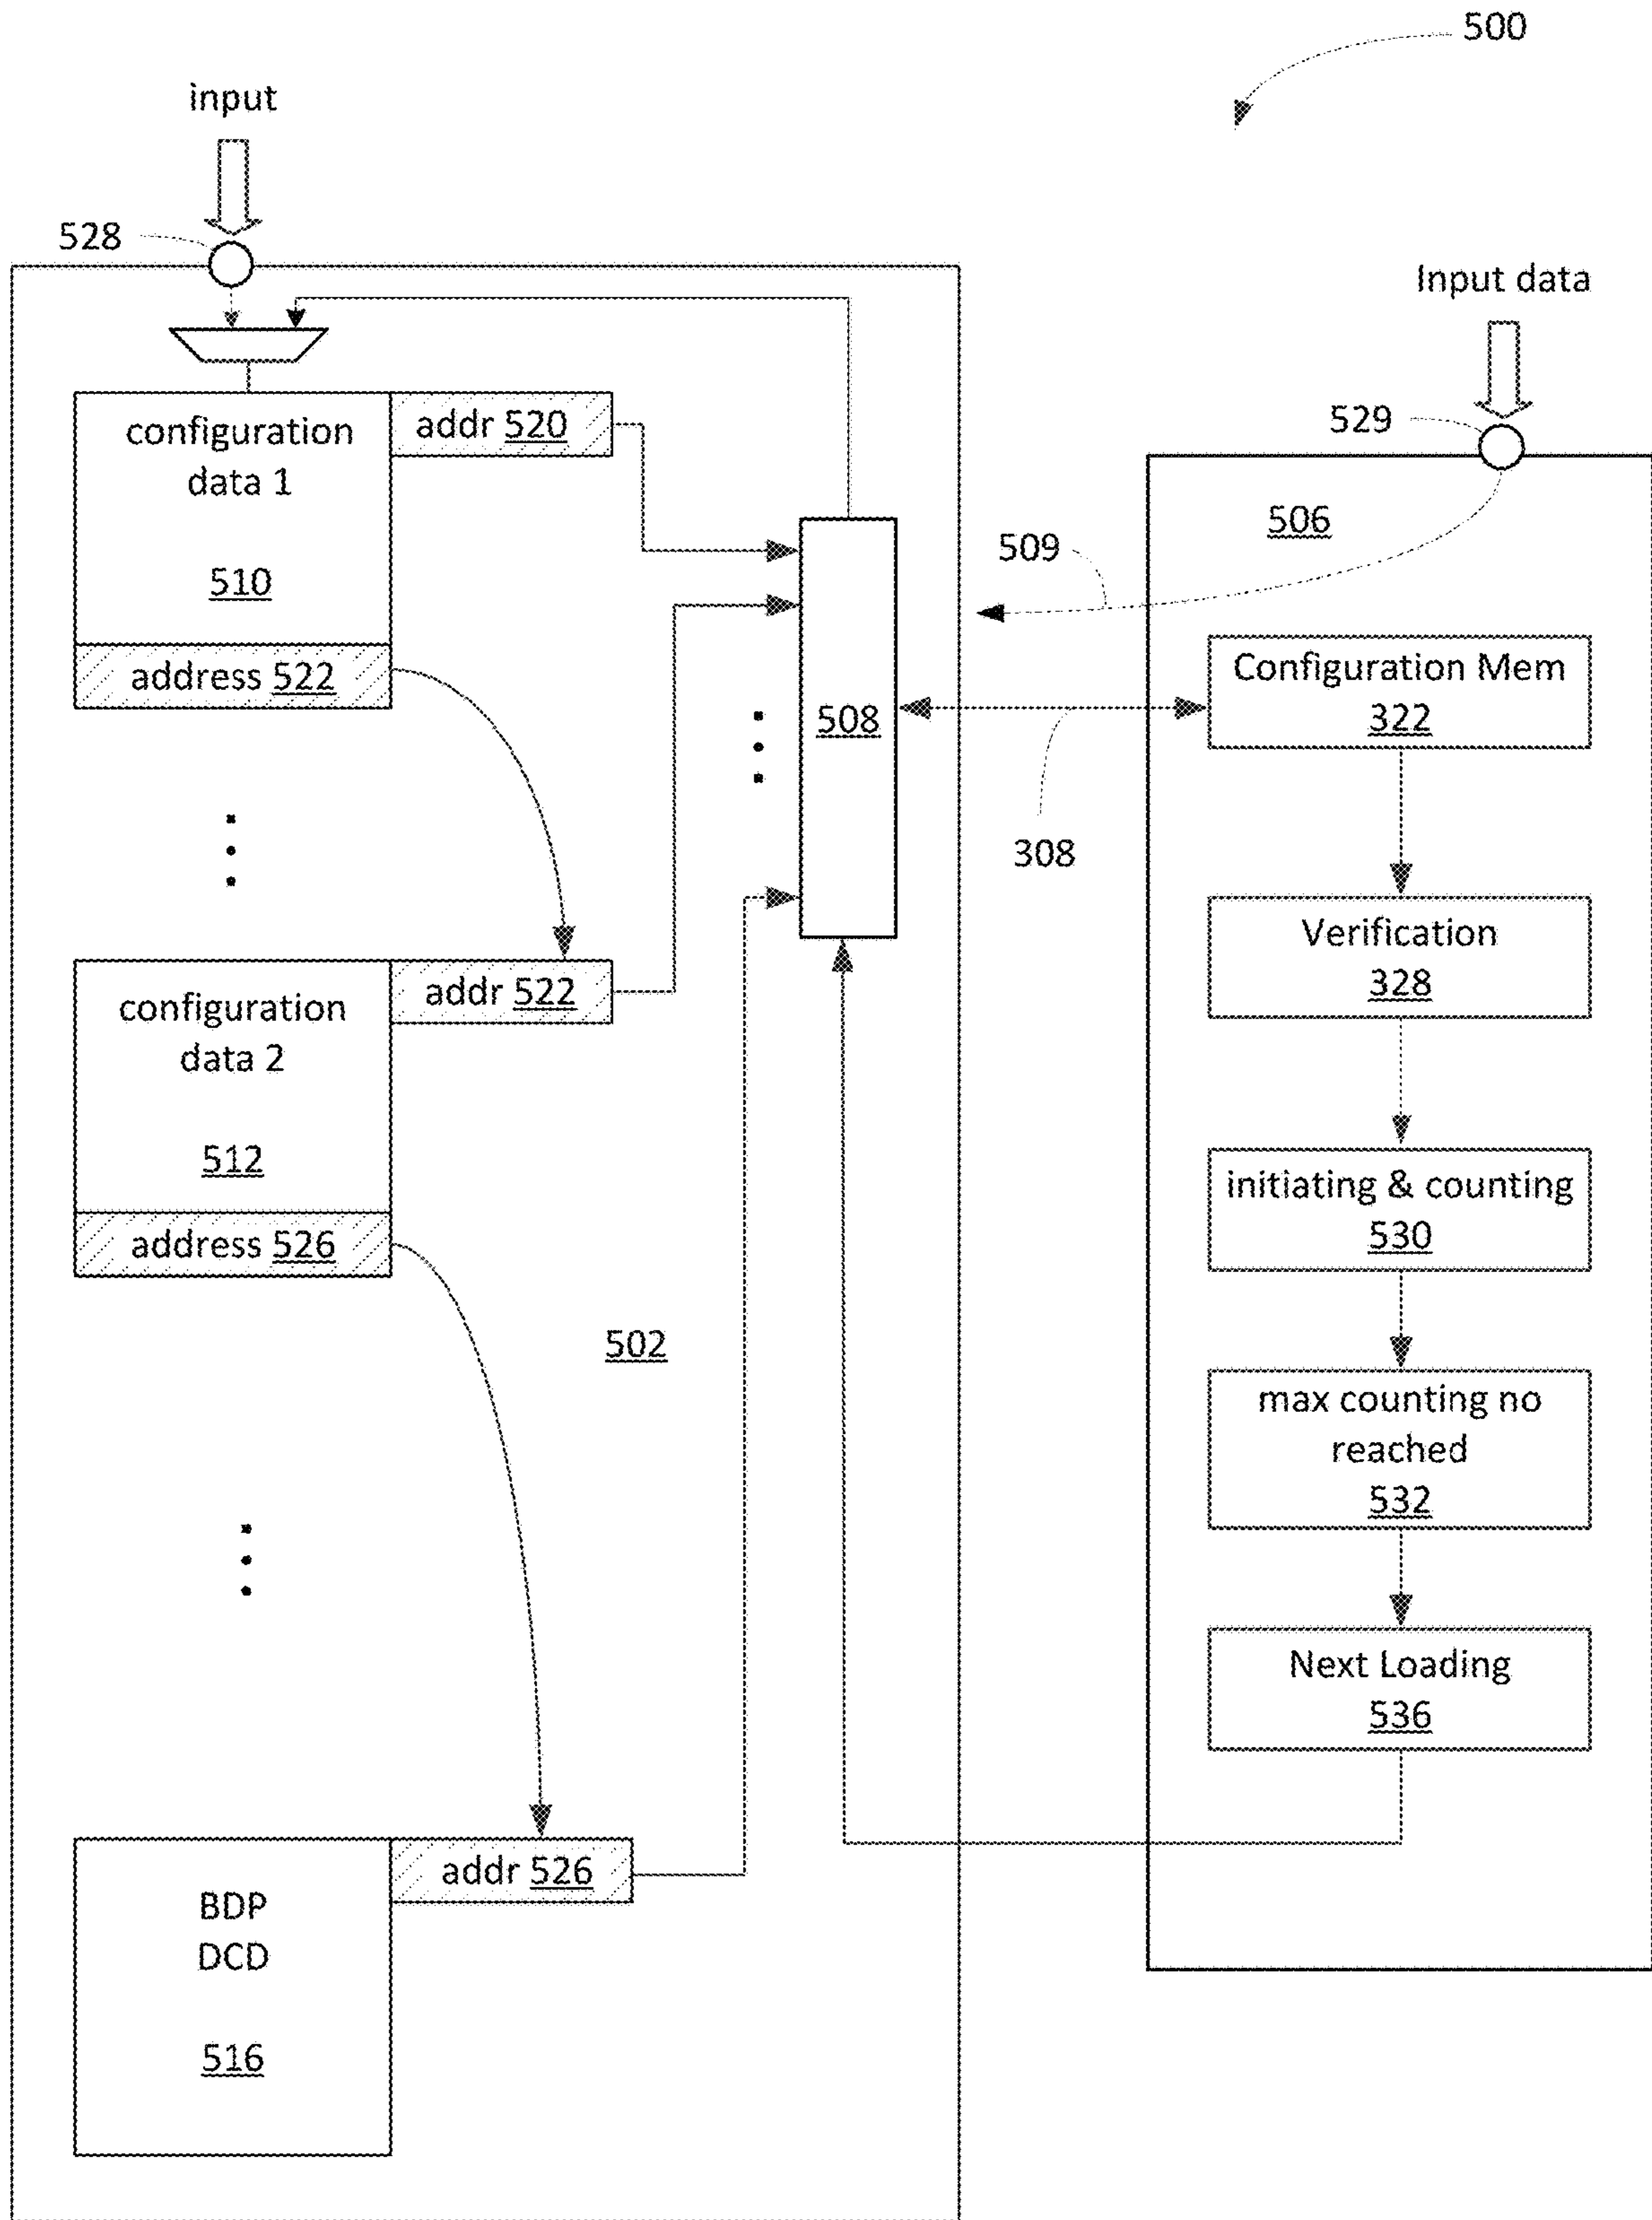 500
input
528
Input data
529
configuration
data 1
510
addr 520
address 522
506
509
508
Configuration Mem
322
308
Verification
328
configuration
data 2
512
addr 522
address 526
initiating & counting
530
502
max counting no
reached
532
Next Loading
536
BDP
DCD
516
addr 526